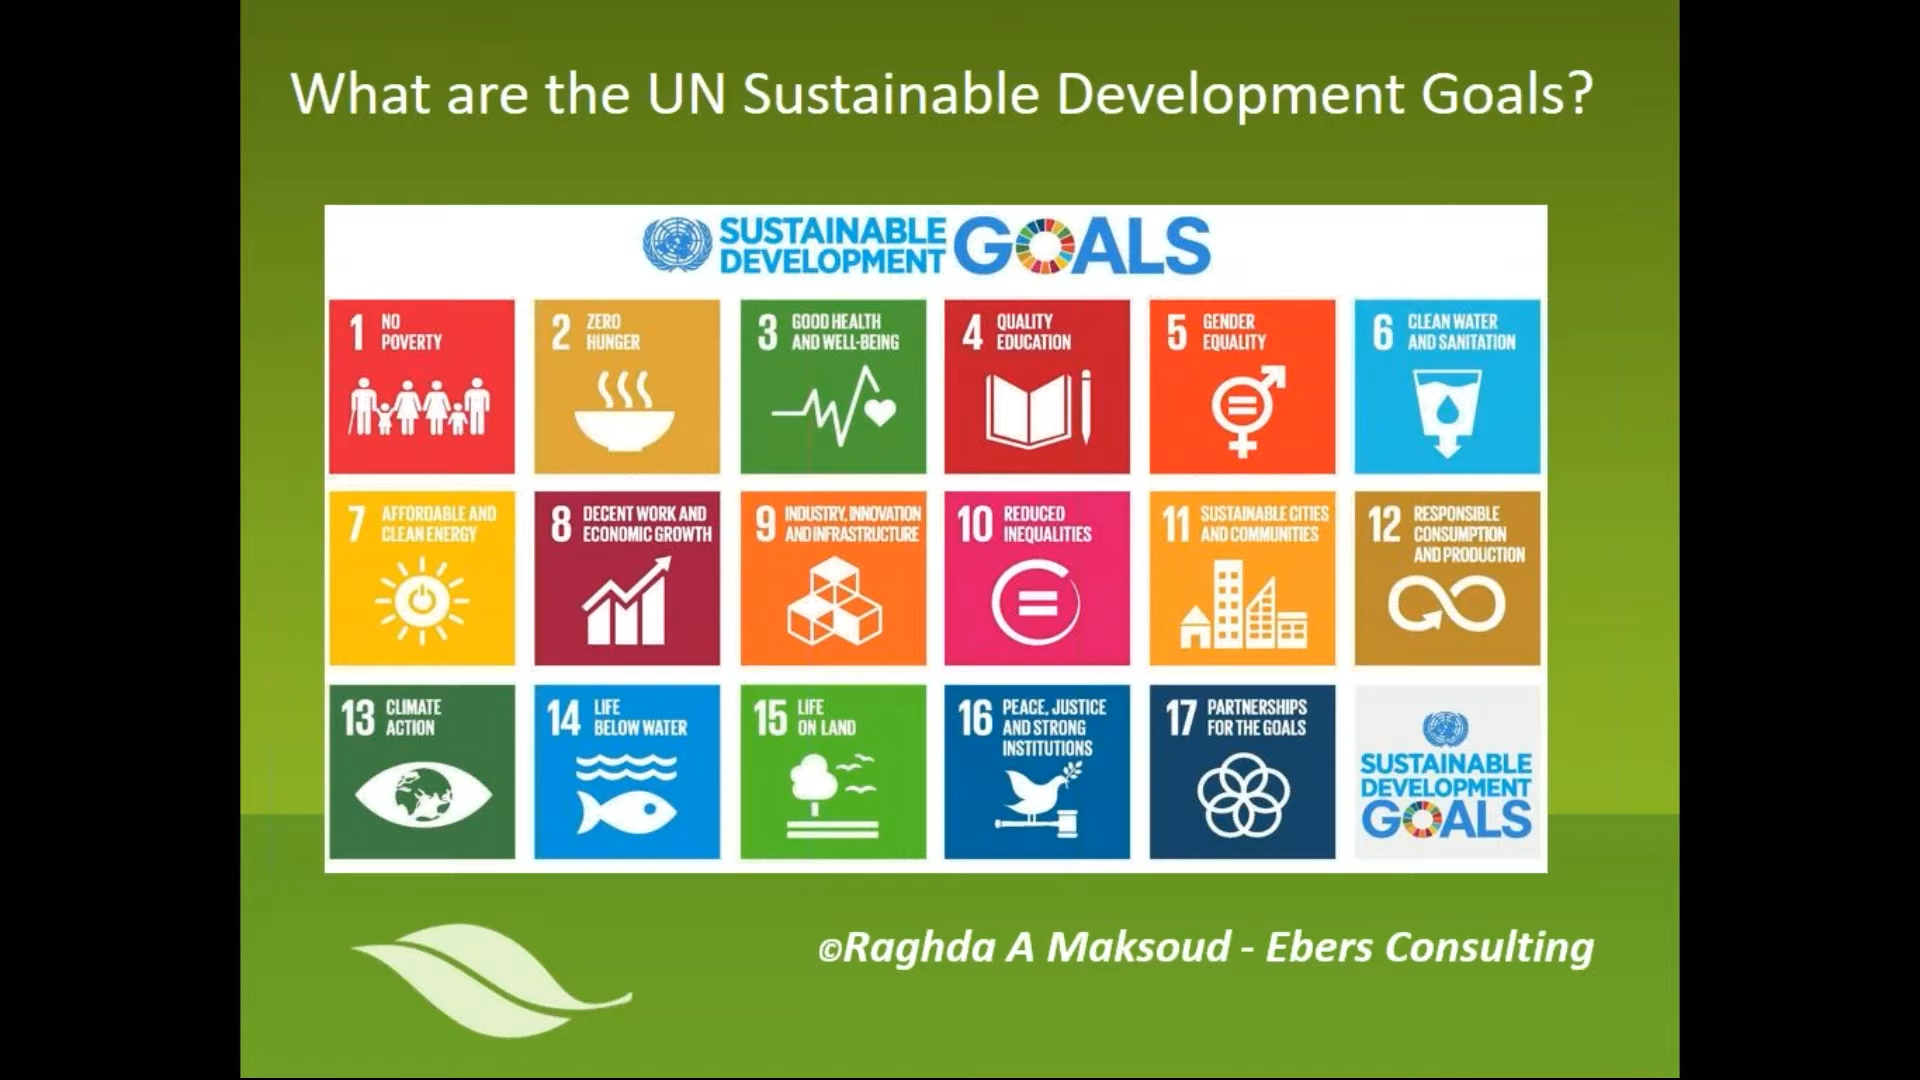 What are the UN Sustainable Development Goals?
SUSTAINABLE
DEVELOPMENT
GOALS
1 NO
POVERTY
2 ZERO
HUNGER
3 GOOD HEALTH
AND WELL-BEING
4 QUALITY
EDUCATION
5 GENDER
EQUALITY
6 CLEAN WATER
AND SANITATION
7 AFFORDABLE AND
CLEAN ENERGY
8 DECENT WORK AND
ECONOMIC GROWTH
9 INDUSTRY, INNOVATION
AND INFRASTRUCTURE
10 REDUCED
INEQUALITIES
11 SUSTAINABLE CITIES
AND COMMUNITIES
12 RESPONSIBLE
CONSUMPTION
AND PRODUCTION
13 CLIMATE
ACTION
14 LIFE
BELOW WATER
15 LIFE
ON LAND
16 PEACE, JUSTICE
AND STRONG
INSTITUTIONS
17 PARTNERSHIPS
FOR THE GOALS
SUSTAINABLE
DEVELOPMENT
GOALS
©Raghda A Maksoud - Ebers Consulting